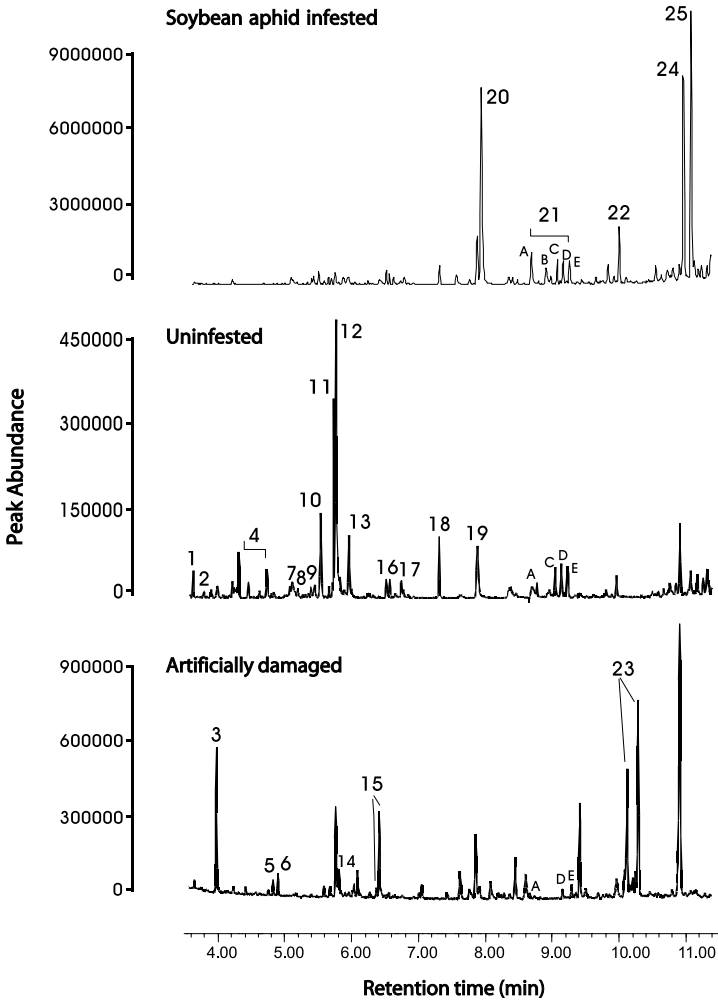 Soybean aphid infested
25
9000000
24
20
6000000
3000000
21
22
A
B
C
D
E
0
Uninfested
12
450000
11
300000
10
150000
13
18
19
4
1
2
7
8
9
16
17
A
C
D
E
0
Peak Abundance
Artificially damaged
900000
23
3
600000
15
300000
5
6
14
A
D
E
0
4.00 5.00 6.00 7.00 8.00 9.00 10.00 11.00
Retention time (min)